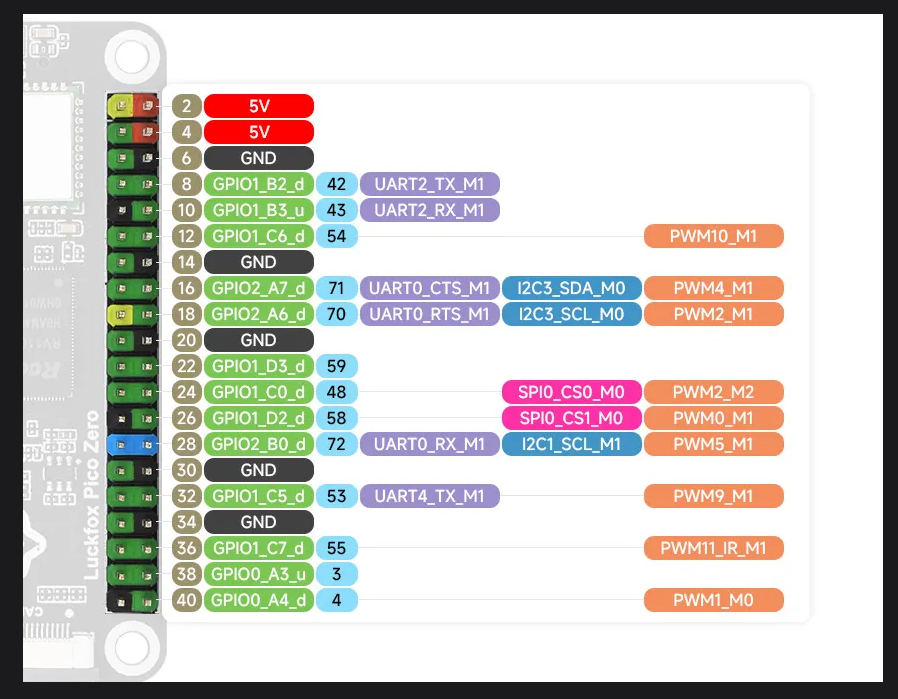 2 5V
4 5V
6 GND
8 GPIO1_B2_d 42 UART2_TX_M1
10 GPIO1_B3_u 43 UART2_RX_M1
12 GPIO1_C6_d 54 PWM10_M1
14 GND
16 GPIO2_A7_d 71 UART0_CTS_M1 I2C3_SDA_M0 PWM4_M1
18 GPIO2_A6_d 70 UART0_RTS_M1 I2C3_SCL_M0 PWM2_M1
20 GND
22 GPIO1_D3_d 59
24 GPIO1_C0_d 48 SPI0_CS0_M0 PWM2_M2
26 GPIO1_D2_d 58 SPI0_CS1_M0 PWM0_M1
28 GPIO2_B0_d 72 UART0_RX_M1 I2C1_SCL_M1 PWM5_M1
30 GND
32 GPIO1_C5_d 53 UART4_TX_M1 PWM9_M1
34 GND
36 GPIO1_C7_d 55 PWM11_IR_M1
38 GPIO0_A3_u 3
40 GPIO0_A4_d 4 PWM1_M0
Luckfox Pico Zero